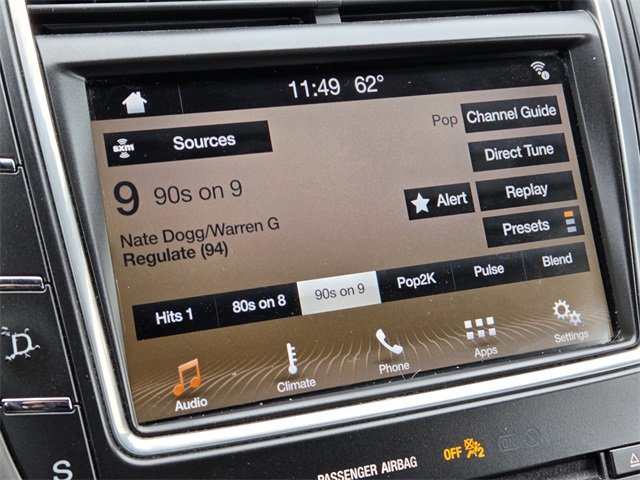 11:49 62°
Pop Channel Guide
sxm Sources
Direct Tune
9 90s on 9
Alert Replay
Nate Dogg/Warren G
Regulate (94)
Presets
Hits 1 80s on 8 90s on 9 Pop2K Pulse Blend
Audio Climate Phone Apps Settings
D
S
PASSENGER AIRBAG OFF 2